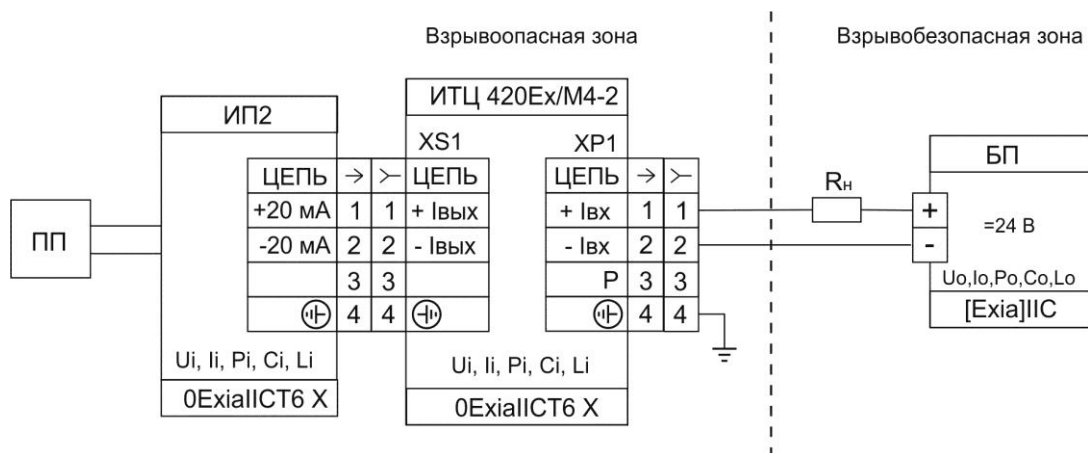 Взрывоопасная зона
Взрывобезопасная зона
ИТЦ 420Ex/M4-2
ИП2
XS1
XP1
БП
ЦЕПЬ
ЦЕПЬ
ЦЕПЬ
Rн
+20 мА 1 1 + Iвых
+ Iвх 1 1
+
=24 В
ПП
-20 мА 2 2 - Iвых
- Iвх 2 2
-
3 3
P 3 3
Uo,Io,Po,Co,Lo
4 4
4 4
[Exia]IIC
Ui, Ii, Pi, Ci, Li
Ui, Ii, Pi, Ci, Li
0ExiaIICT6 X
0ExiaIICT6 X